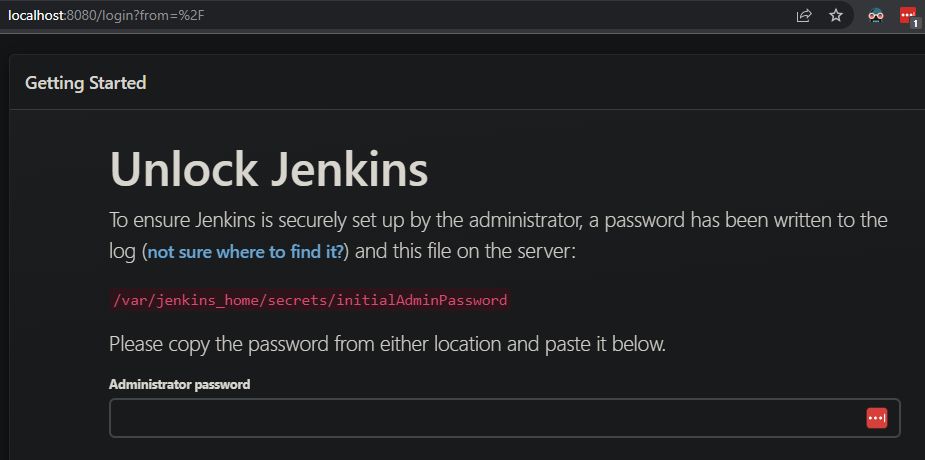 localhost:8080/login?from=%2F
1
Getting Started
Unlock Jenkins
To ensure Jenkins is securely set up by the administrator, a password has been written to the
log (not sure where to find it?) and this file on the server:
/var/jenkins_home/secrets/initialAdminPassword
Please copy the password from either location and paste it below.
Administrator password